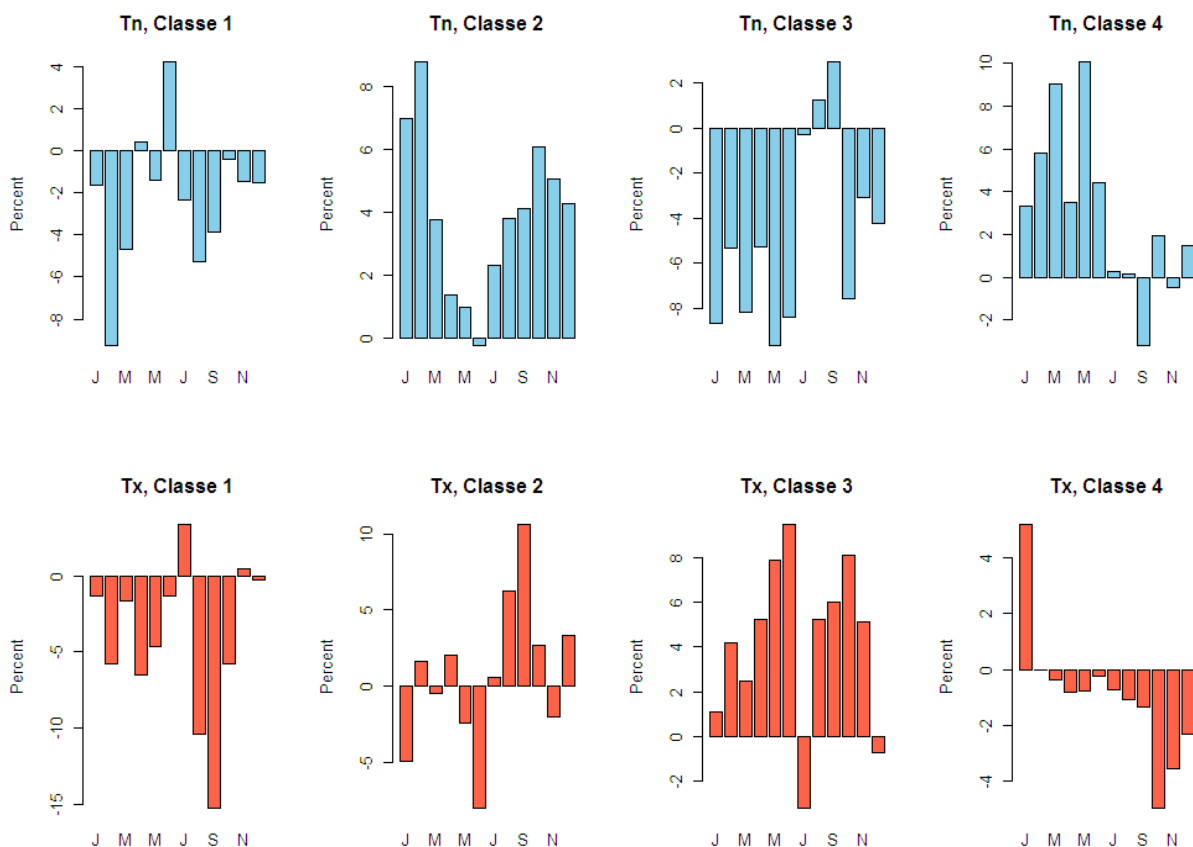 Tn, Classe 1
Percent
4
2
0
-2
-4
-6
-8
J M M J S N
Tn, Classe 2
Percent
8
6
4
2
0
J M M J S N
Tn, Classe 3
Percent
2
0
-2
-4
-6
-8
J M M J S N
Tn, Classe 4
Percent
10
8
6
4
2
0
-2
J M M J S N
Tx, Classe 1
Percent
0
-5
-10
-15
J M M J S N
Tx, Classe 2
Percent
10
5
0
-5
J M M J S N
Tx, Classe 3
Percent
8
6
4
2
0
-2
J M M J S N
Tx, Classe 4
Percent
4
2
0
-2
-4
J M M J S N